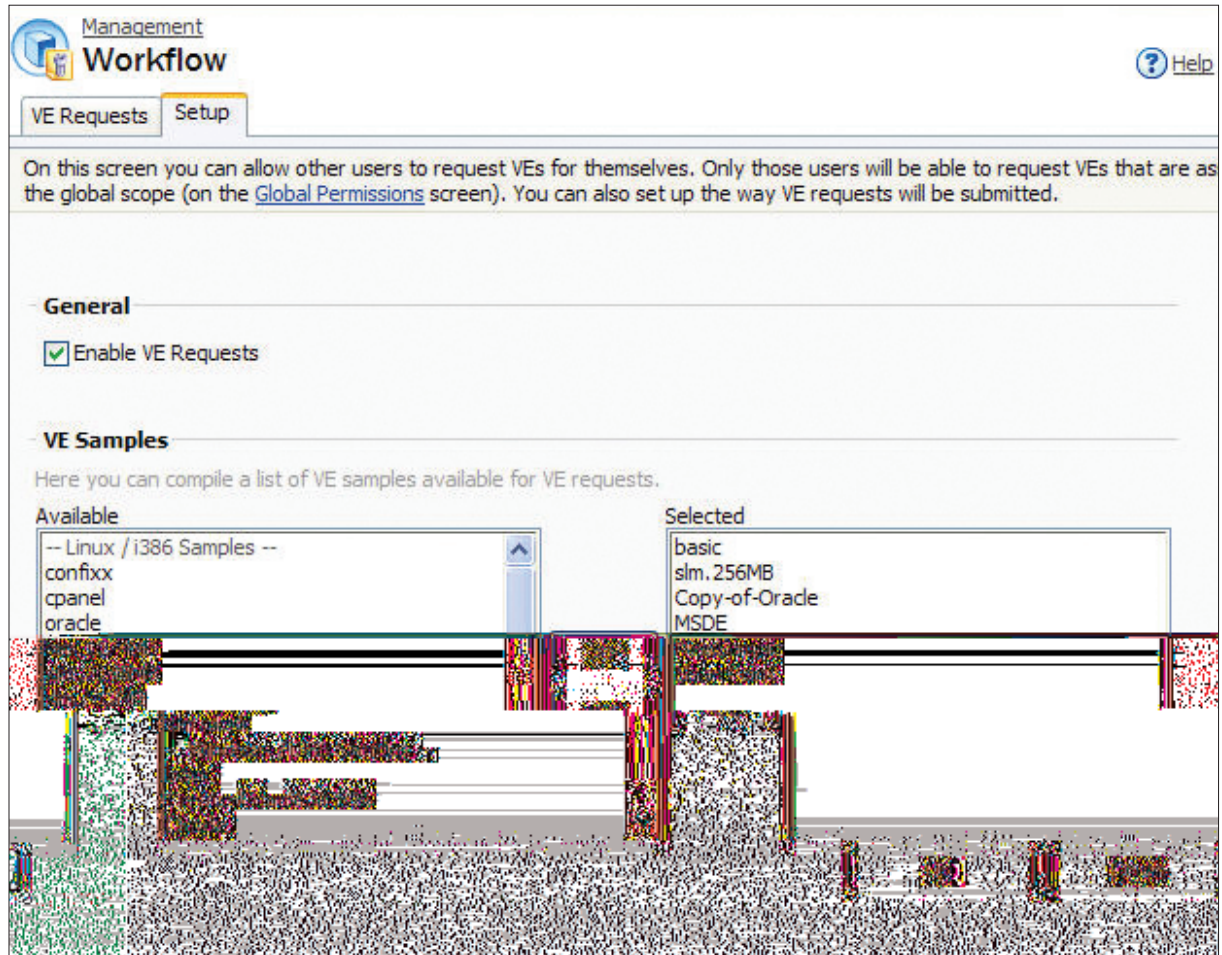 Management
Workflow
Help
VE Requests
Setup
On this screen you can allow other users to request VEs for themselves. Only those users will be able to request VEs that are as
the global scope (on the Global Permissions screen). You can also set up the way VE requests will be submitted.
General
Enable VE Requests
VE Samples
Here you can compile a list of VE samples available for VE requests.
Available
-- Linux / i386 Samples --
confixx
cpanel
oracle
Selected
basic
slm.256MB
Copy-of-Oracle
MSDE